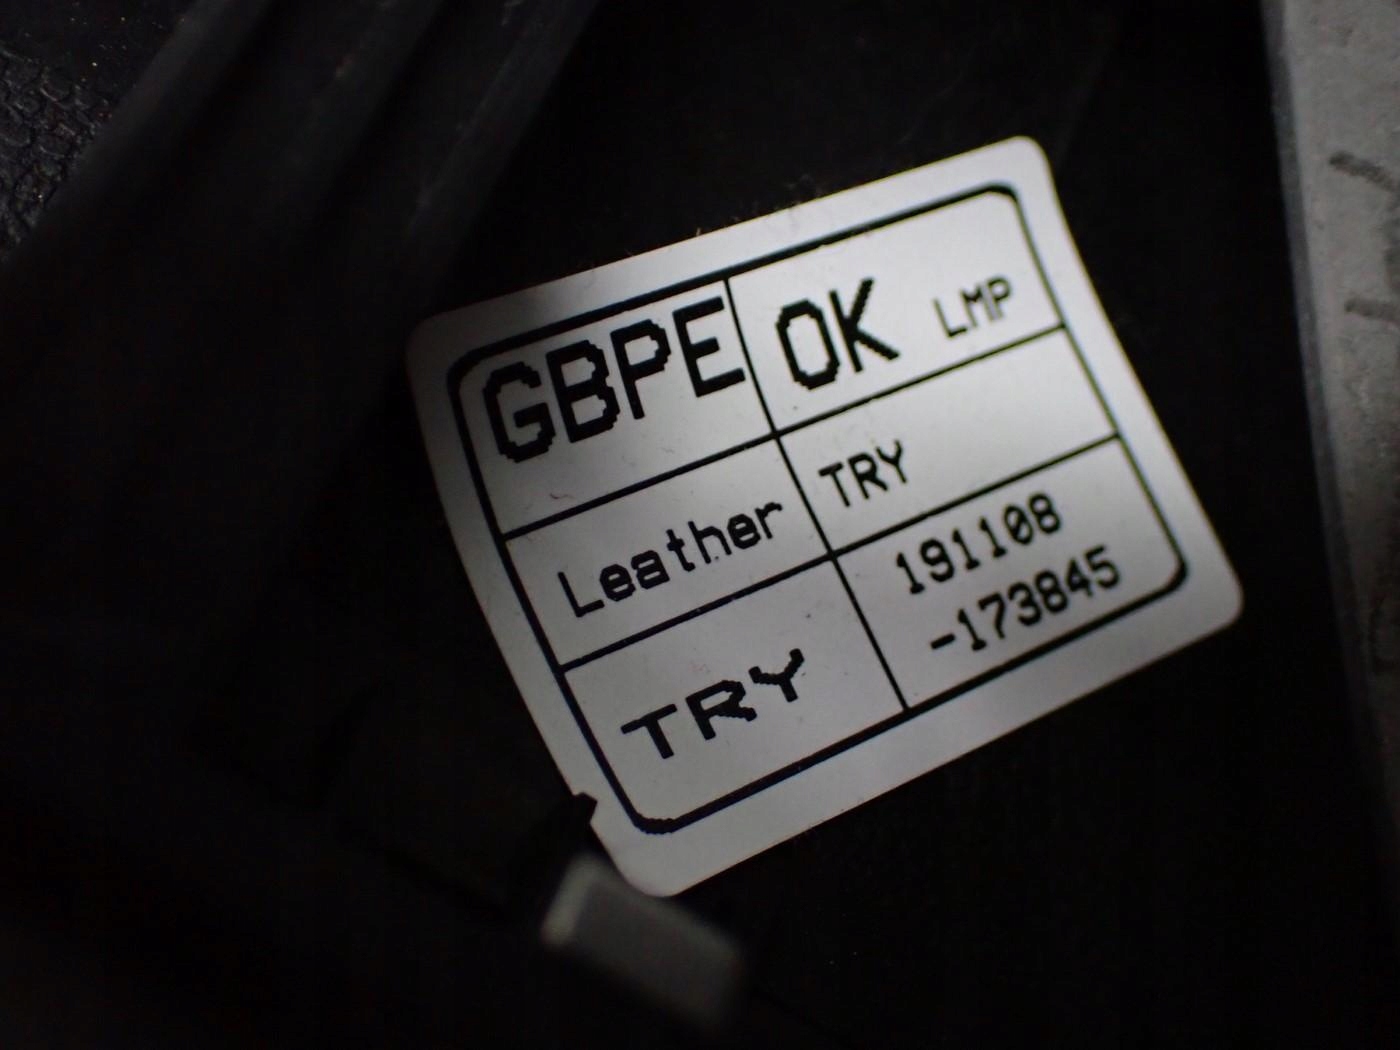 GBPE OK LMP
Leather TRY
TRY 191108
-173845